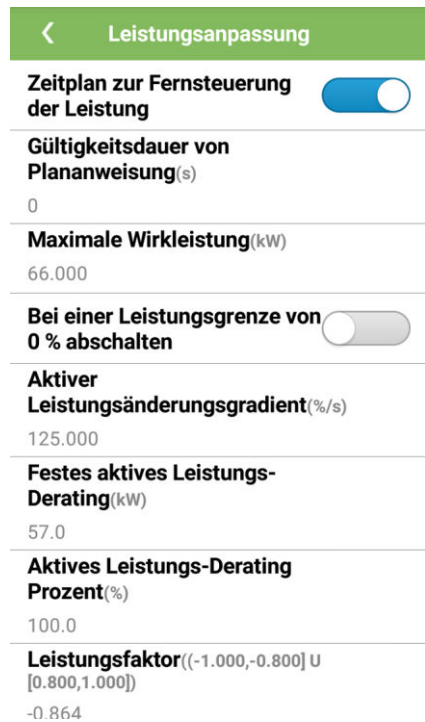 Leistungsanpassung
Zeitplan zur Fernsteuerung
der Leistung
Gültigkeitsdauer von
Plananweisung(s)
0
Maximale Wirkleistung(kW)
66.000
Bei einer Leistungsgrenze von
0 % abschalten
Aktiver
Leistungsänderungsgradient(%/s)
125.000
Festes aktives Leistungs-
Derating(kW)
57.0
Aktives Leistungs-Derating
Prozent(%)
100.0
Leistungsfaktor((-1.000,-0.800] U
[0.800,1.000])
-0.864